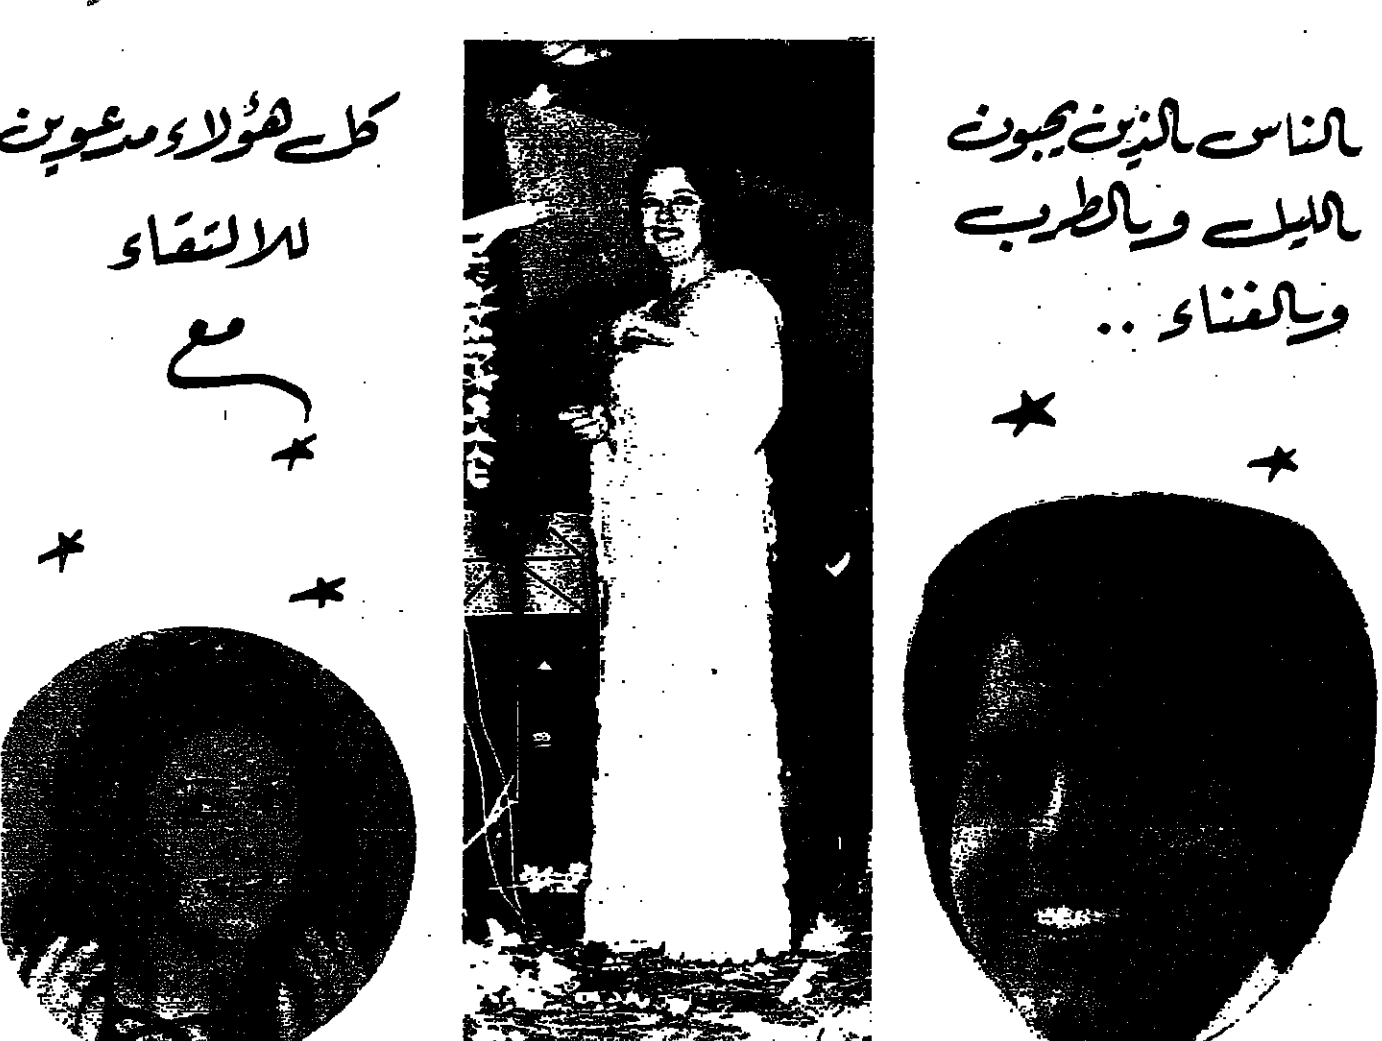 الناس الذين يحبون
الليل والطرب
والغناء ..
كل هؤلاء مدعوين
للالتقاء
مع